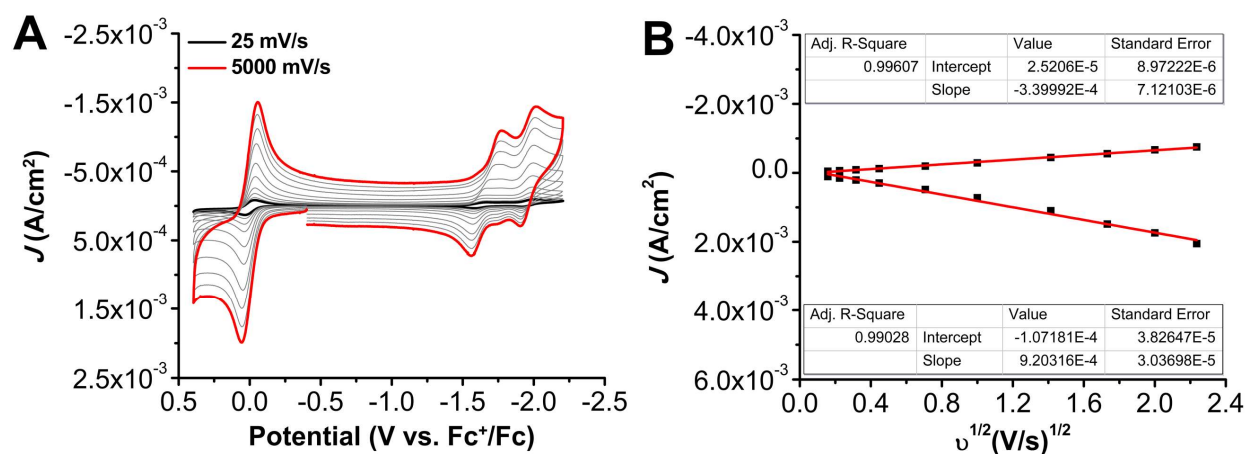 A
25 mV/s
5000 mV/s
-2.5x10⁻³
-1.5x10⁻³
-5.0x10⁻⁴
5.0x10⁻⁴
1.5x10⁻³
2.5x10⁻³
J (A/cm²)
0.5 0.0 -0.5 -1.0 -1.5 -2.0 -2.5
Potential (V vs. Fc⁺/Fc)
B
-4.0x10⁻³
-2.0x10⁻³
0.0
2.0x10⁻³
4.0x10⁻³
6.0x10⁻³
J (A/cm²)
Adj. R-Square Value Standard Error
0.99607 Intercept 2.5206E-5 8.97222E-6
Slope -3.39992E-4 7.12103E-6
Adj. R-Square Value Standard Error
0.99028 Intercept -1.07181E-4 3.82647E-5
Slope 9.20316E-4 3.03698E-5
0.0 0.4 0.8 1.2 1.6 2.0 2.4
υ¹/²(V/s)¹/²